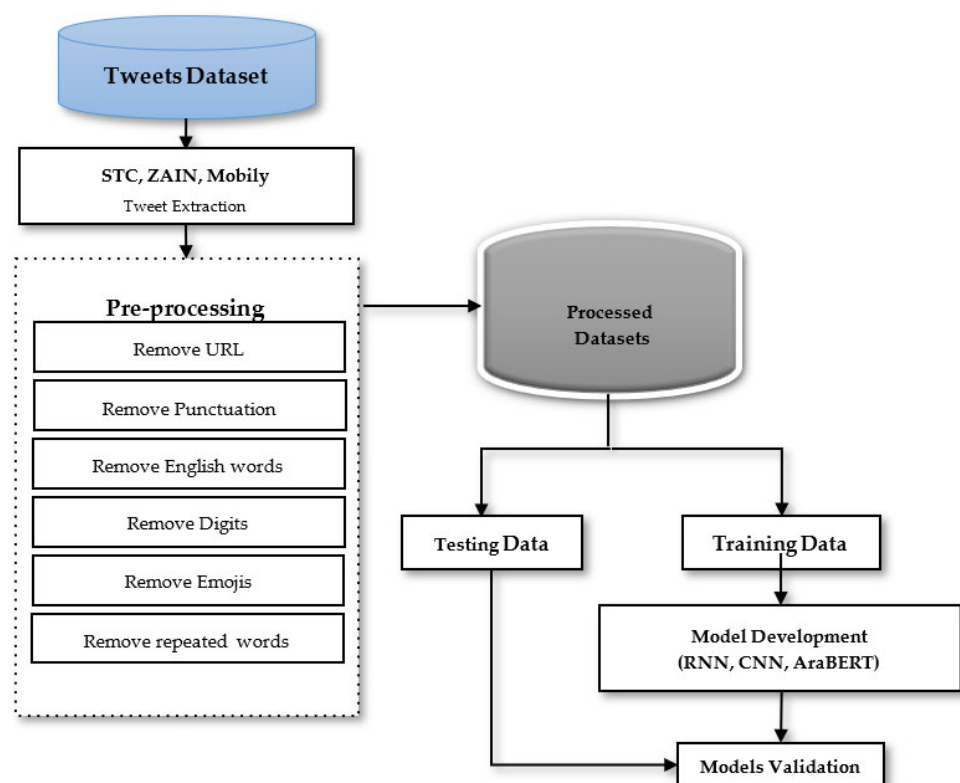 Tweets Dataset
STC, ZAIN, Mobily
Tweet Extraction
Pre-processing
Remove URL
Remove Punctuation
Remove English words
Remove Digits
Remove Emojis
Remove repeated words
Processed
Datasets
Testing Data
Training Data
Model Development
(RNN, CNN, AraBERT)
Models Validation